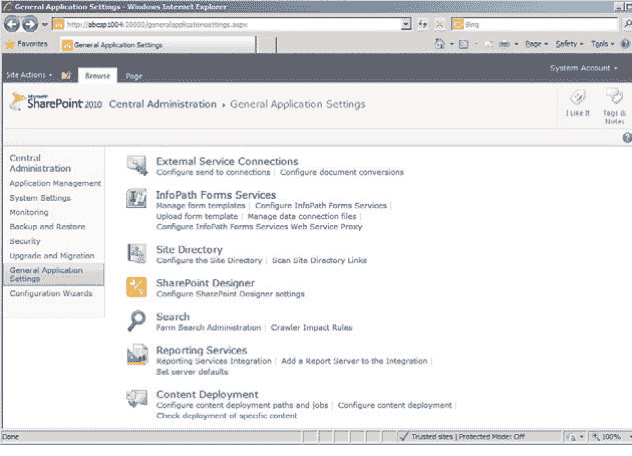 General Application Settings - Windows Internet Explorer
http://abcsp1004:20000/generalapplicationsettings.aspx
Bing
Favorites
General Application Settings
Page
Safety
Tools
Site Actions
Browse
Page
System Account
Microsoft
SharePoint 2010
Central Administration
General Application Settings
I Like It
Tags &
Notes
Central
Administration
Application Management
System Settings
Monitoring
Backup and Restore
Security
Upgrade and Migration
General Application
Settings
Configuration Wizards
External Service Connections
Configure send to connections | Configure document conversions
InfoPath Forms Services
Manage form templates | Configure InfoPath Forms Services |
Upload form template | Manage data connection files |
Configure InfoPath Forms Services Web Service Proxy
Site Directory
Configure the Site Directory | Scan Site Directory Links
SharePoint Designer
Configure SharePoint Designer settings
Search
Farm Search Administration | Crawler Impact Rules
Reporting Services
Reporting Services Integration | Add a Report Server to the Integration |
Set server defaults
Content Deployment
Configure content deployment paths and jobs | Configure content deployment |
Check deployment of specific content
Done
Trusted sites | Protected Mode: Off
100%